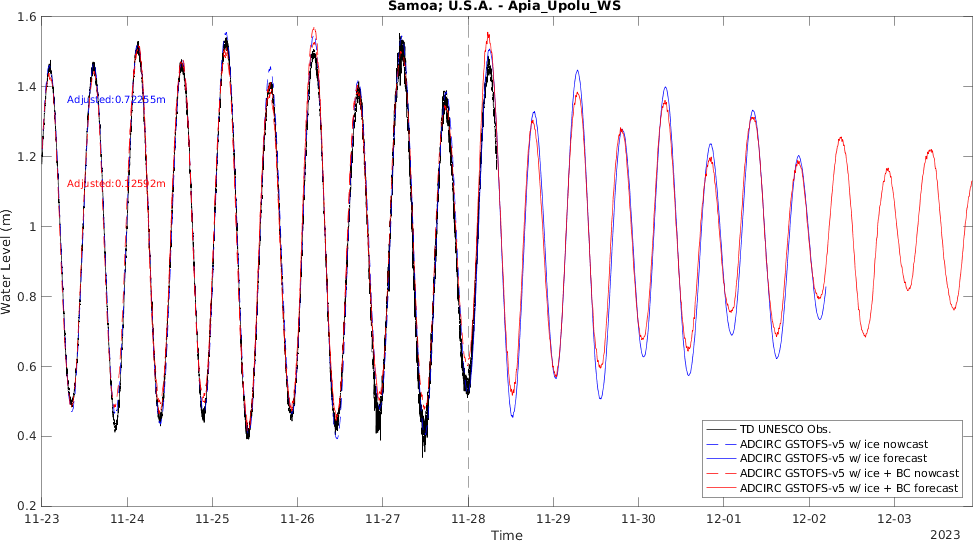 Samoa; U.S.A. - Apia_Upolu_WS
1.6
1.4
1.2
1
0.8
0.6
0.4
0.2
Water Level (m)
Adjusted:0.72255m
Adjusted:0.12592m
TD UNESCO Obs.
ADCIRC GSTOFS-v5 w/ ice nowcast
ADCIRC GSTOFS-v5 w/ ice forecast
ADCIRC GSTOFS-v5 w/ ice + BC nowcast
ADCIRC GSTOFS-v5 w/ ice + BC forecast
11-23 11-24 11-25 11-26 11-27 11-28 11-29 11-30 12-01 12-02 12-03
Time
2023